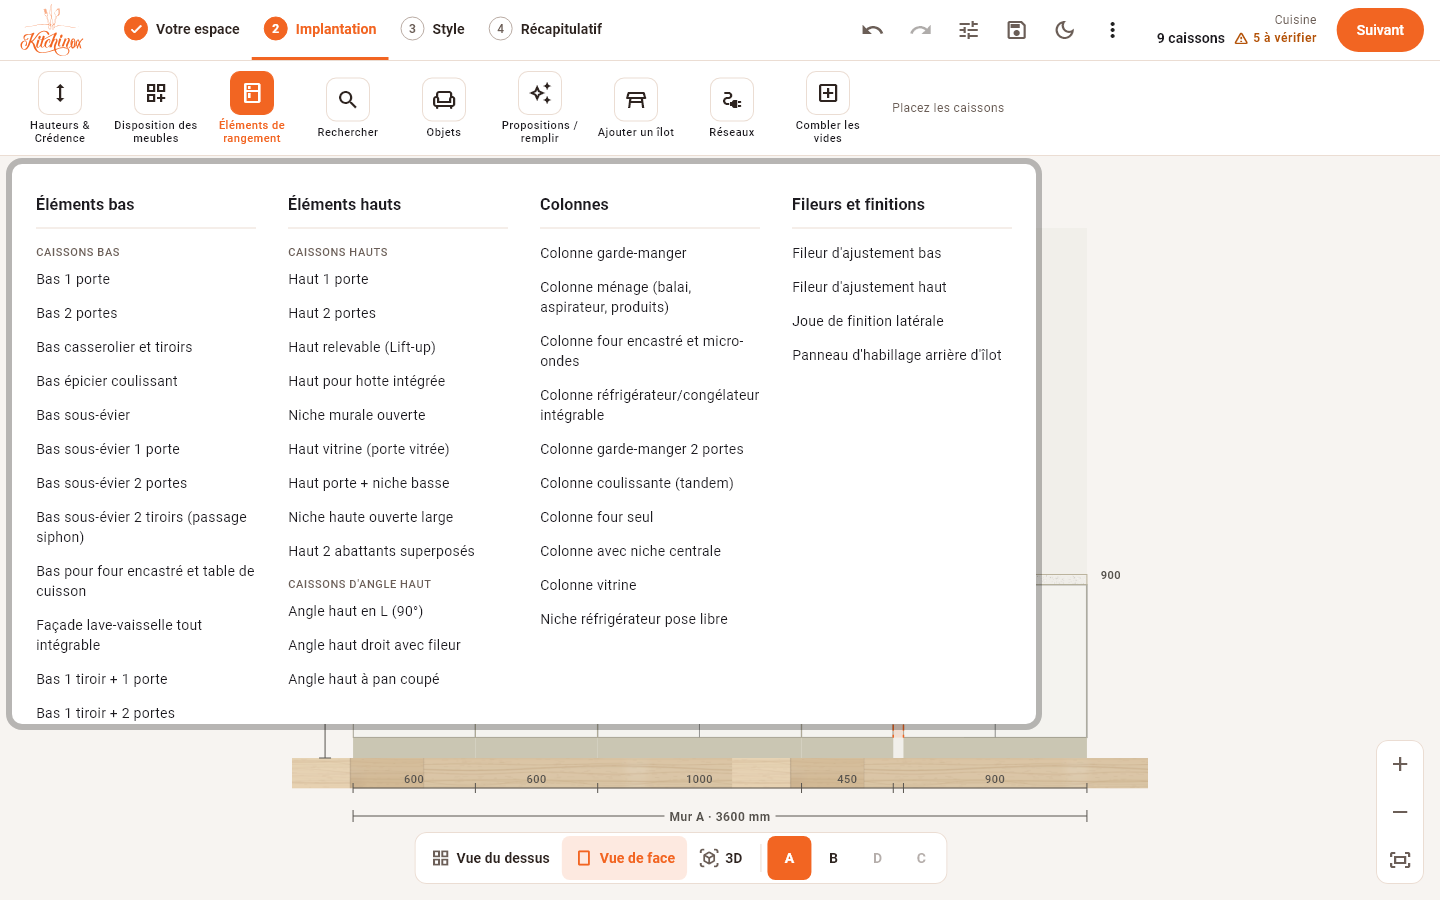 Kitchinox
Votre espace
2 Implantation
3 Style
4 Récapitulatif
Cuisine
9 caissons
5 à vérifier
Suivant
Hauteurs &
Crédence
Disposition des
meubles
Éléments de
rangement
Rechercher
Objets
Propositions /
remplir
Ajouter un îlot
Réseaux
Combler les
vides
Placez les caissons
Éléments bas
CAISSONS BAS
Bas 1 porte
Bas 2 portes
Bas casserolier et tiroirs
Bas épicier coulissant
Bas sous-évier
Bas sous-évier 1 porte
Bas sous-évier 2 portes
Bas sous-évier 2 tiroirs (passage
siphon)
Bas pour four encastré et table de
cuisson
Façade lave-vaisselle tout
intégrable
Bas 1 tiroir + 1 porte
Bas 1 tiroir + 2 portes
Éléments hauts
CAISSONS HAUTS
Haut 1 porte
Haut 2 portes
Haut relevable (Lift-up)
Haut pour hotte intégrée
Niche murale ouverte
Haut vitrine (porte vitrée)
Haut porte + niche basse
Niche haute ouverte large
Haut 2 abattants superposés
CAISSONS D'ANGLE HAUT
Angle haut en L (90°)
Angle haut droit avec fileur
Angle haut à pan coupé
Colonnes
Colonne garde-manger
Colonne ménage (balai,
aspirateur, produits)
Colonne four encastré et micro-
ondes
Colonne réfrigérateur/congélateur
intégrable
Colonne garde-manger 2 portes
Colonne coulissante (tandem)
Colonne four seul
Colonne avec niche centrale
Colonne vitrine
Niche réfrigérateur pose libre
Fileurs et finitions
Fileur d'ajustement bas
Fileur d'ajustement haut
Joue de finition latérale
Panneau d'habillage arrière d'îlot
900
600 600 1000 450 900
Mur A · 3600 mm
Vue du dessus
Vue de face
3D
A B D C